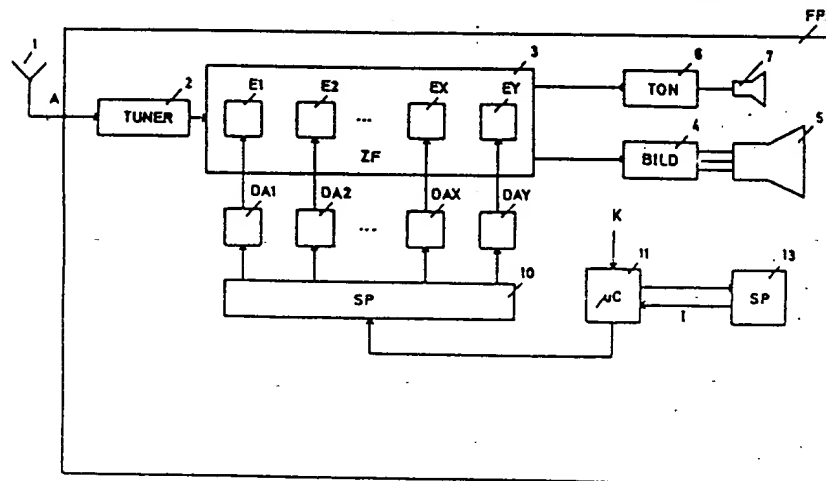 FP
1
A
2
TUNER
3
E1
E2
...
EX
EY
ZF
6
TON
7
4
BILD
5
DA1
DA2
...
DAX
DAY
10
SP
K
11
µC
I
13
SP